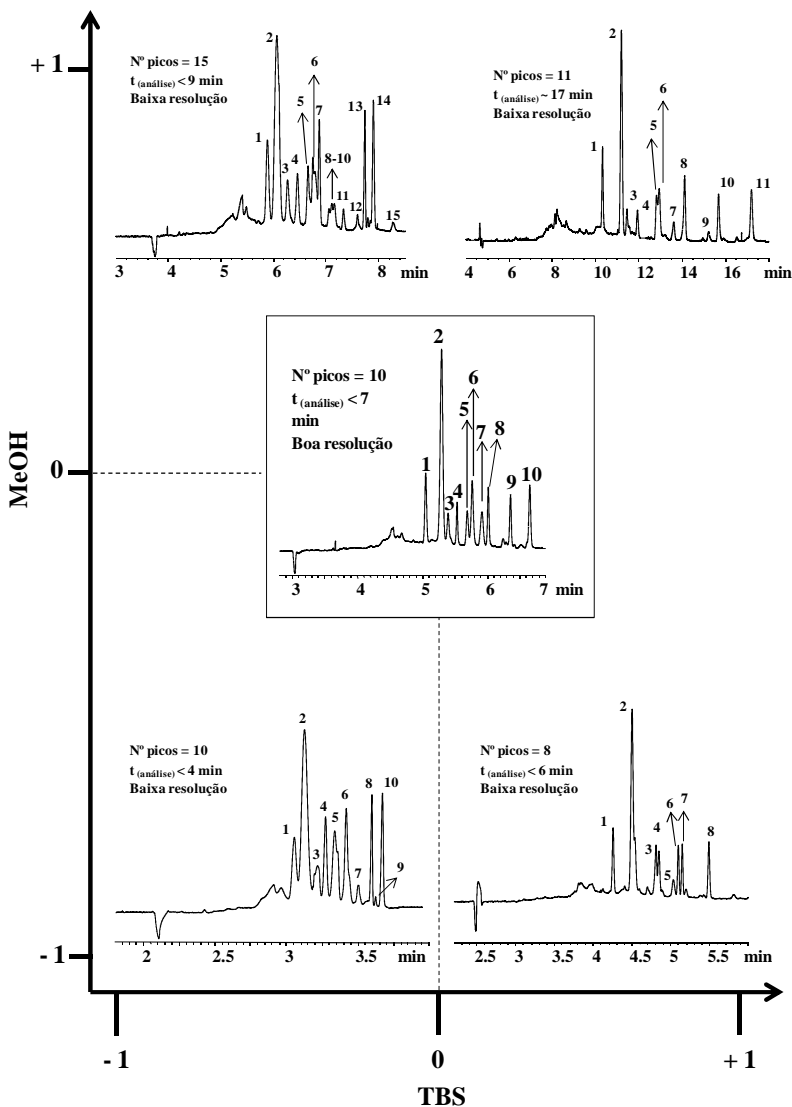 +1
Nº picos = 15
t (análise) < 9 min
Baixa resolução
1
2
3
4
5
6
7
8-10
11
12
13
14
15
3 4 5 6 7 8 min
Nº picos = 11
t (análise) ~ 17 min
Baixa resolução
1
2
3
4
5
6
7
8
9
10
11
4 6 8 10 12 14 16 min
MeOH
0
Nº picos = 10
t (análise) < 7
min
Boa resolução
1
2
3
4
5
6
7
8
9
10
3 4 5 6 7 min
-1
Nº picos = 10
t (análise) < 4 min
Baixa resolução
1
2
3
4
5
6
7
8
9
10
2 2.5 3 3.5 min
Nº picos = 8
t (análise) < 6 min
Baixa resolução
1
2
3
4
5
6
7
8
2.5 3 3.5 4 4.5 5 5.5 min
- 1 0 + 1
TBS